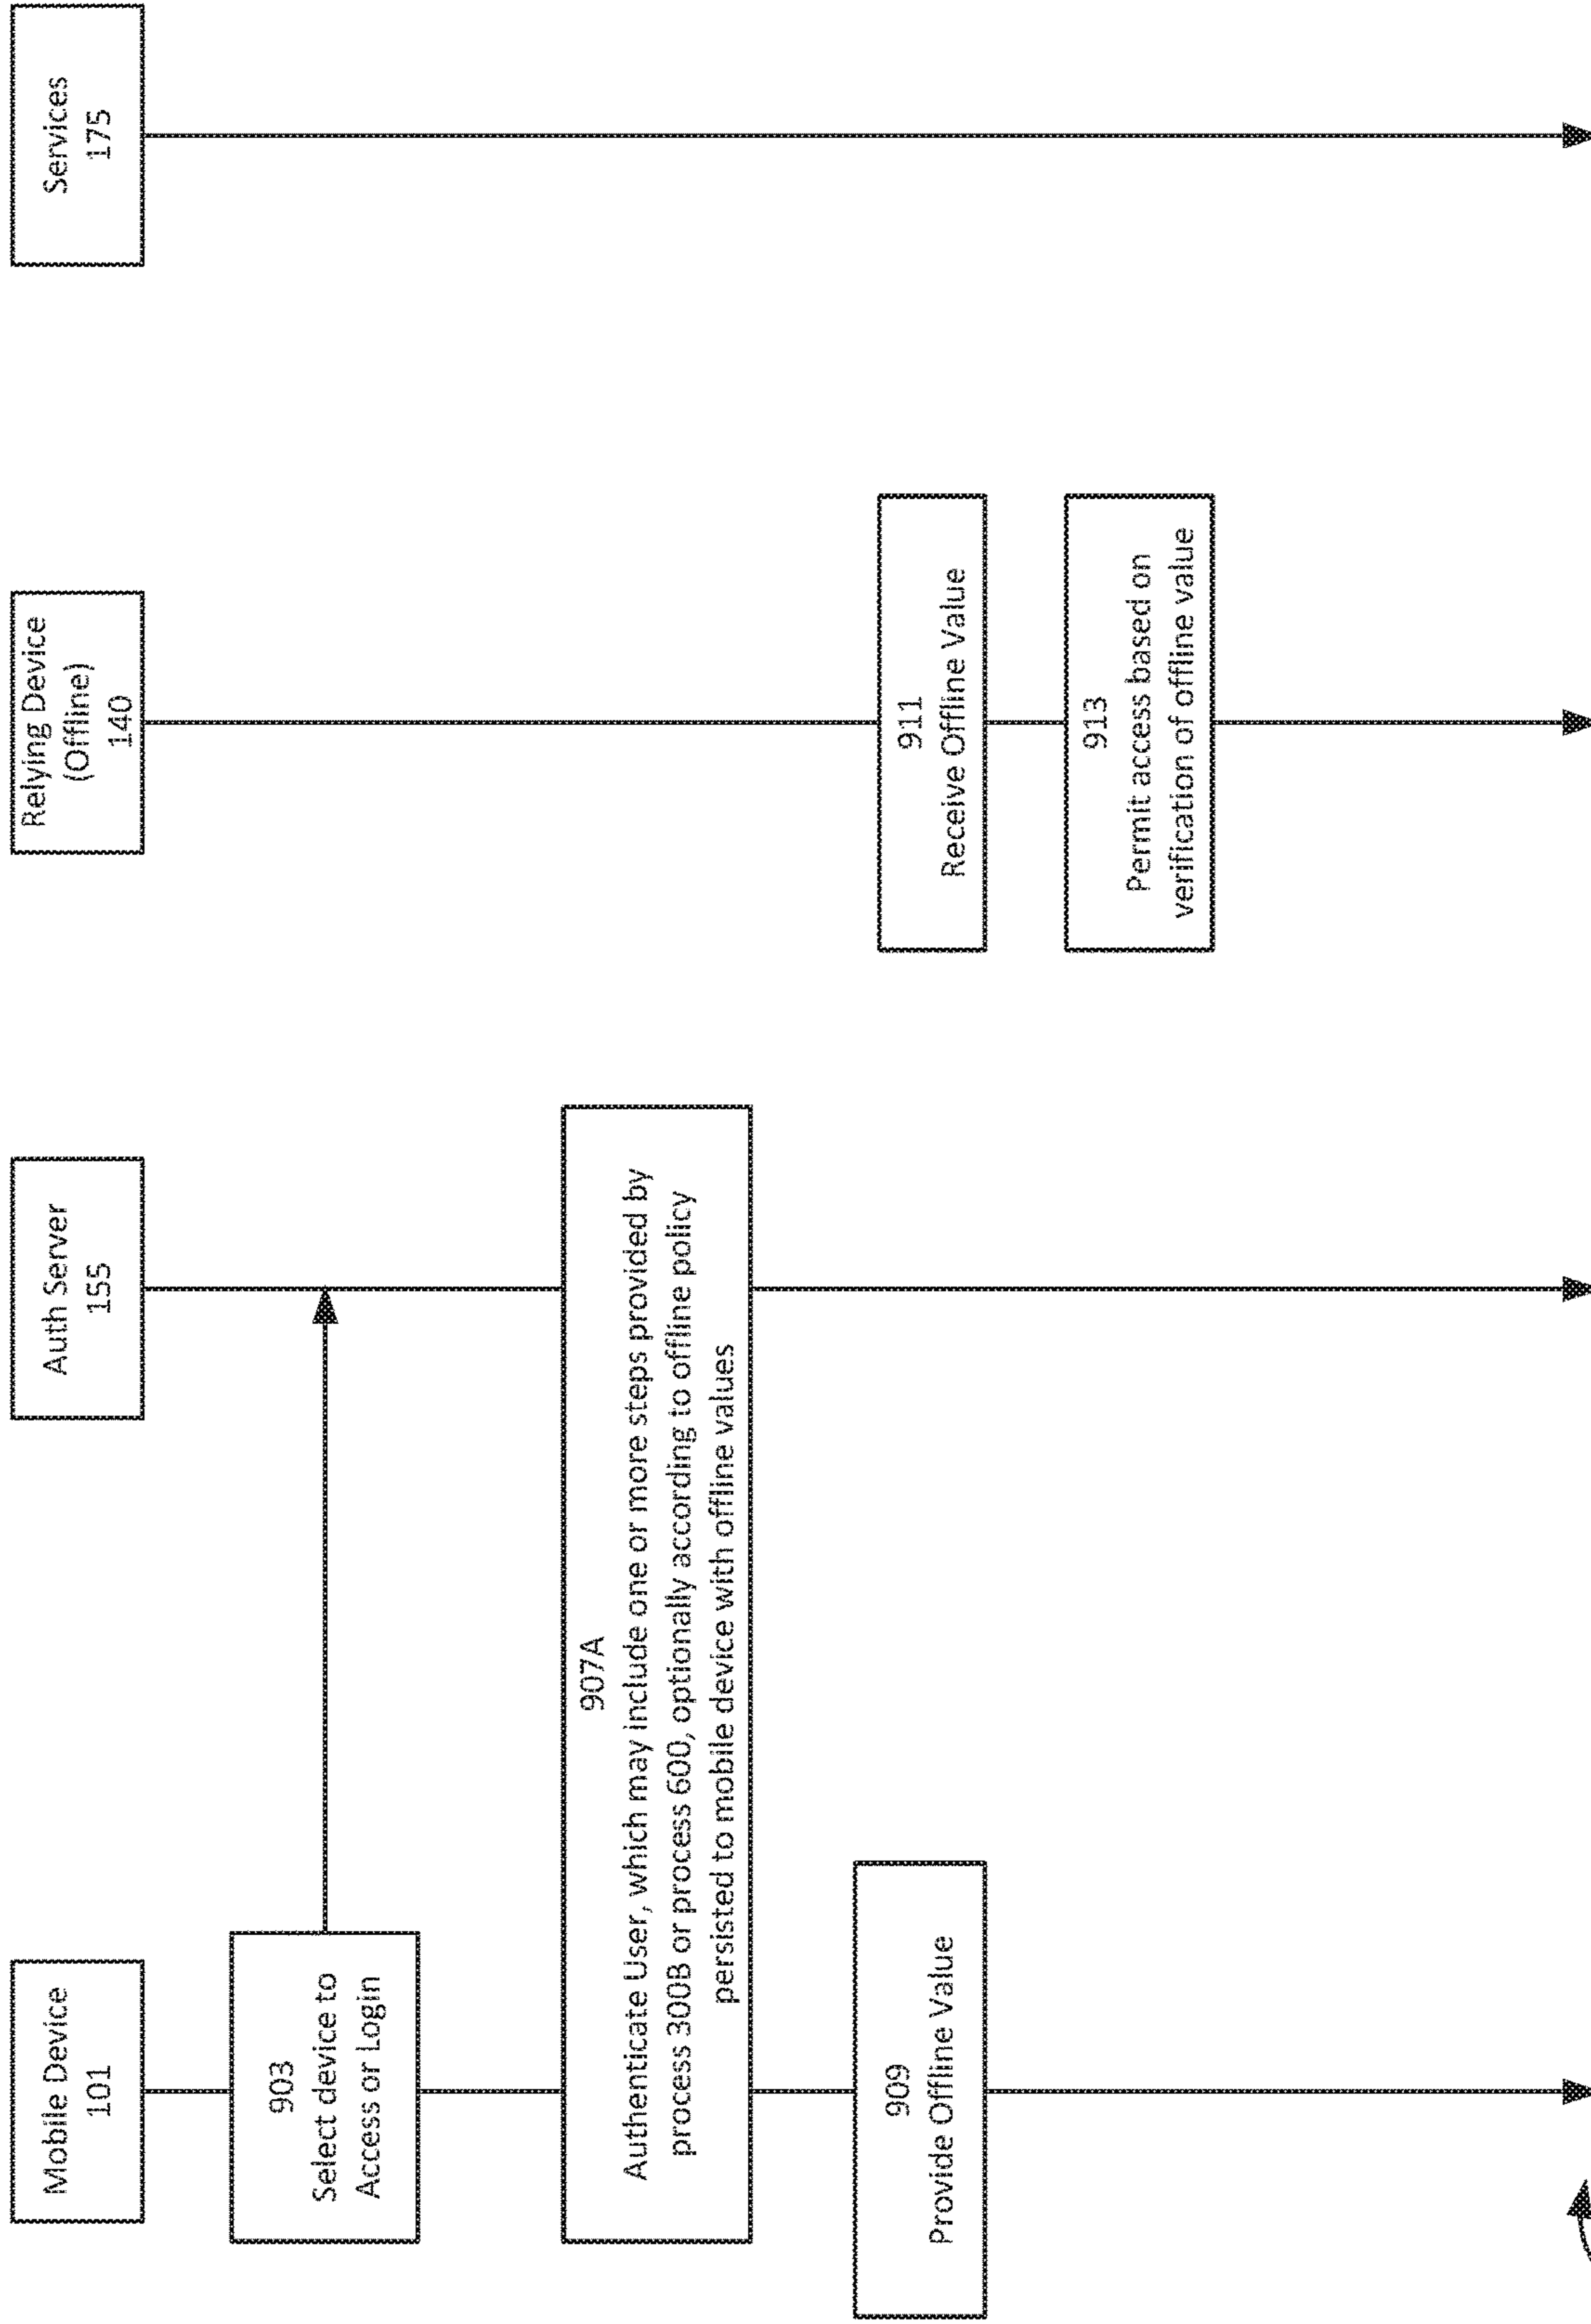 Mobile Device
101
Auth Server
155
Relying Device
(Offline)
140
Services
175
903
Select device to
Access or Login
907A
Authenticate User, which may include one or more steps provided by
process 300B or process 600, optionally according to offline policy
persisted to mobile device with offline values
909
Provide Offline Value
911
Receive Offline Value
913
Permit access based on
verification of offline value